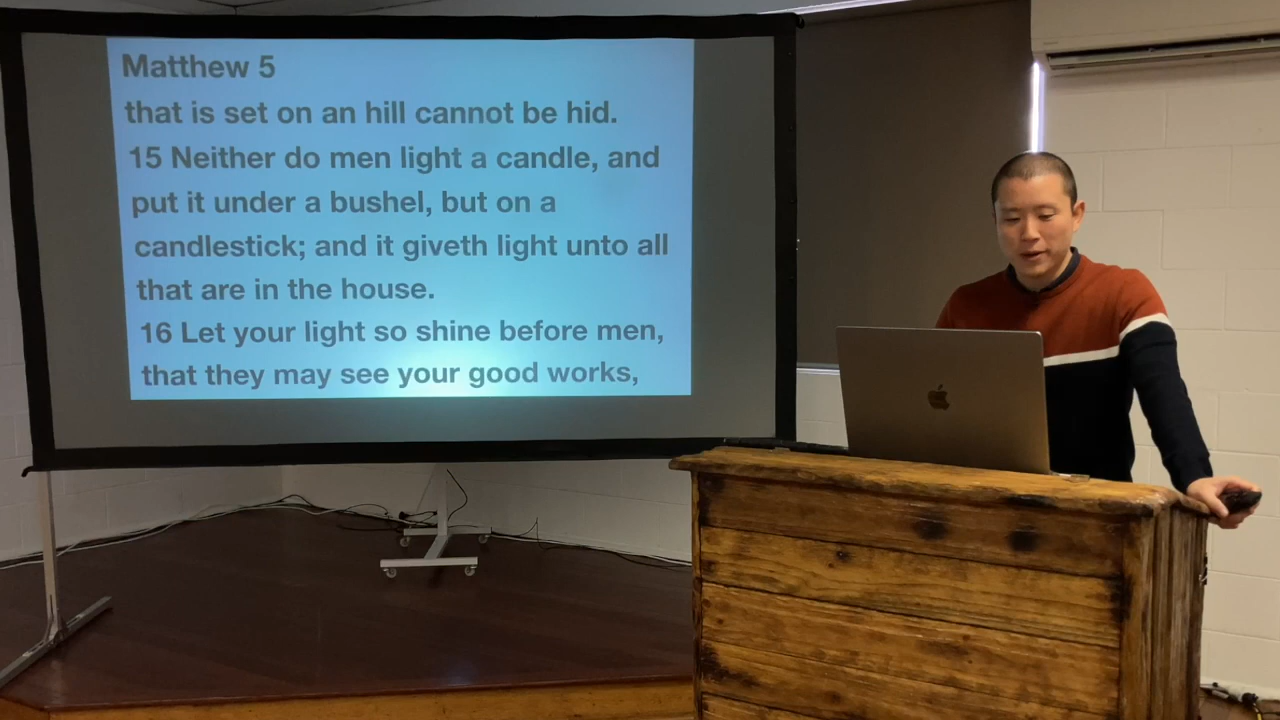 Matthew 5
that is set on an hill cannot be hid.
15 Neither do men light a candle, and
put it under a bushel, but on a
candlestick; and it giveth light unto all
that are in the house.
16 Let your light so shine before men,
that they may see your good works,